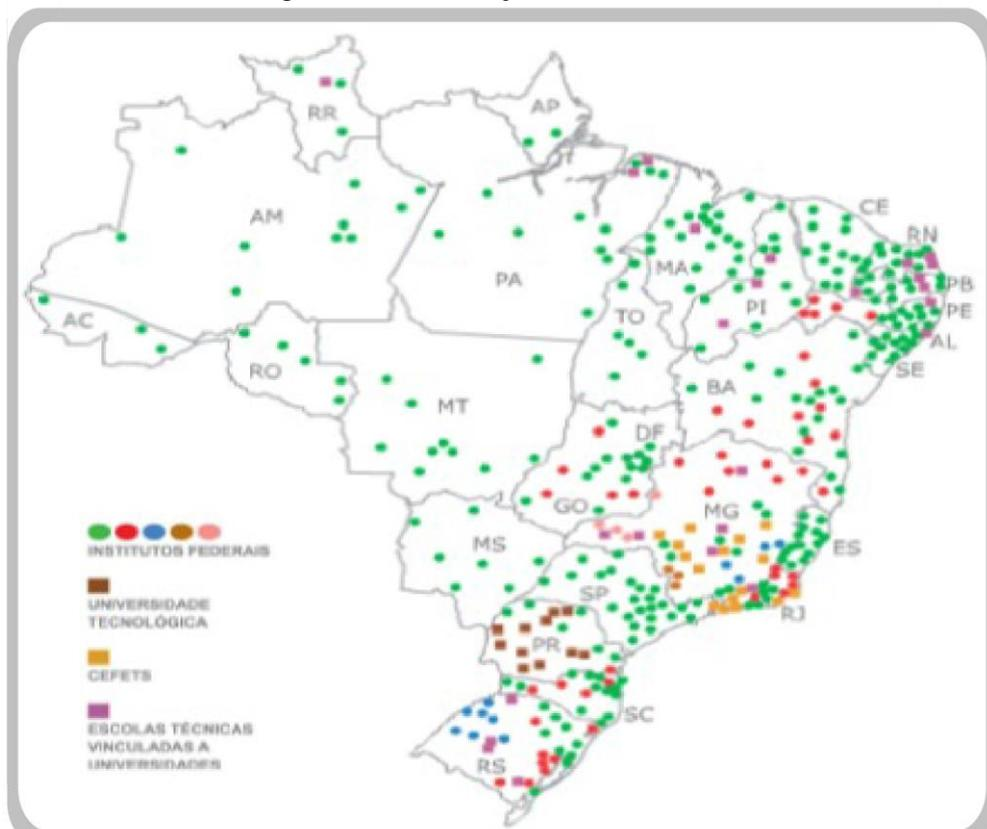 RR
AP
AM
PA
MA
CE
RN
PB
PE
AL
SE
PI
TO
AC
RO
MT
BA
DF
GO
MG
ES
MS
SP
RJ
PR
SC
RS
INSTITUTOS FEDERAIS
UNIVERSIDADE
TECNOLÓGICA
CEFETS
ESCOLAS TÉCNICAS
VINCULADAS A
UNIVERSIDADES